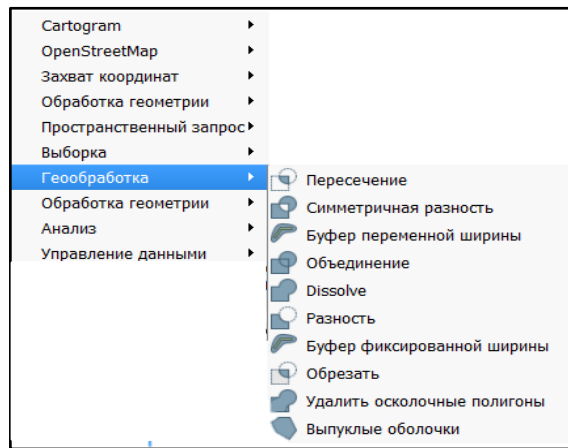 Cartogram
OpenStreetMap
Захват координат
Обработка геометрии
Пространственный запрос
Выборка
Геообработка
Обработка геометрии
Анализ
Управление данными
Пересечение
Симметричная разность
Буфер переменной ширины
Объединение
Dissolve
Разность
Буфер фиксированной ширины
Обрезать
Удалить осколочные полигоны
Выпуклые оболочки